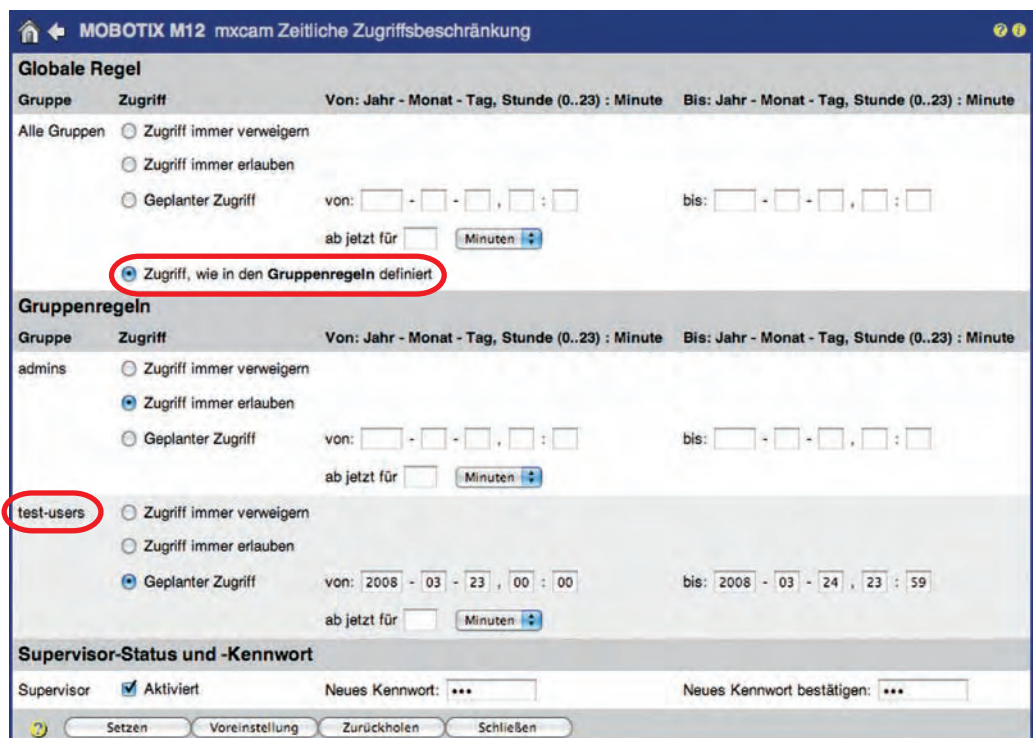 MOBOTIX M12 mxcam Zeitliche Zugriffsbeschränkung
Globale Regel
Gruppe Zugriff Von: Jahr - Monat - Tag, Stunde (0..23) : Minute Bis: Jahr - Monat - Tag, Stunde (0..23) : Minute
Alle Gruppen Zugriff immer verweigern
Zugriff immer erlauben
Geplanter Zugriff von: - - , : bis: - - , :
ab jetzt für Minuten
Zugriff, wie in den Gruppenregeln definiert
Gruppenregeln
Gruppe Zugriff Von: Jahr - Monat - Tag, Stunde (0..23) : Minute Bis: Jahr - Monat - Tag, Stunde (0..23) : Minute
admins Zugriff immer verweigern
Zugriff immer erlauben
Geplanter Zugriff von: - - , : bis: - - , :
ab jetzt für Minuten
test-users Zugriff immer verweigern
Zugriff immer erlauben
Geplanter Zugriff von: 2008 - 03 - 23 , 00 : 00 bis: 2008 - 03 - 24 , 23 : 59
ab jetzt für Minuten
Supervisor-Status und -Kennwort
Supervisor Aktiviert Neues Kennwort: ••• Neues Kennwort bestätigen: •••
? Setzen Voreinstellung Zurückholen Schließen